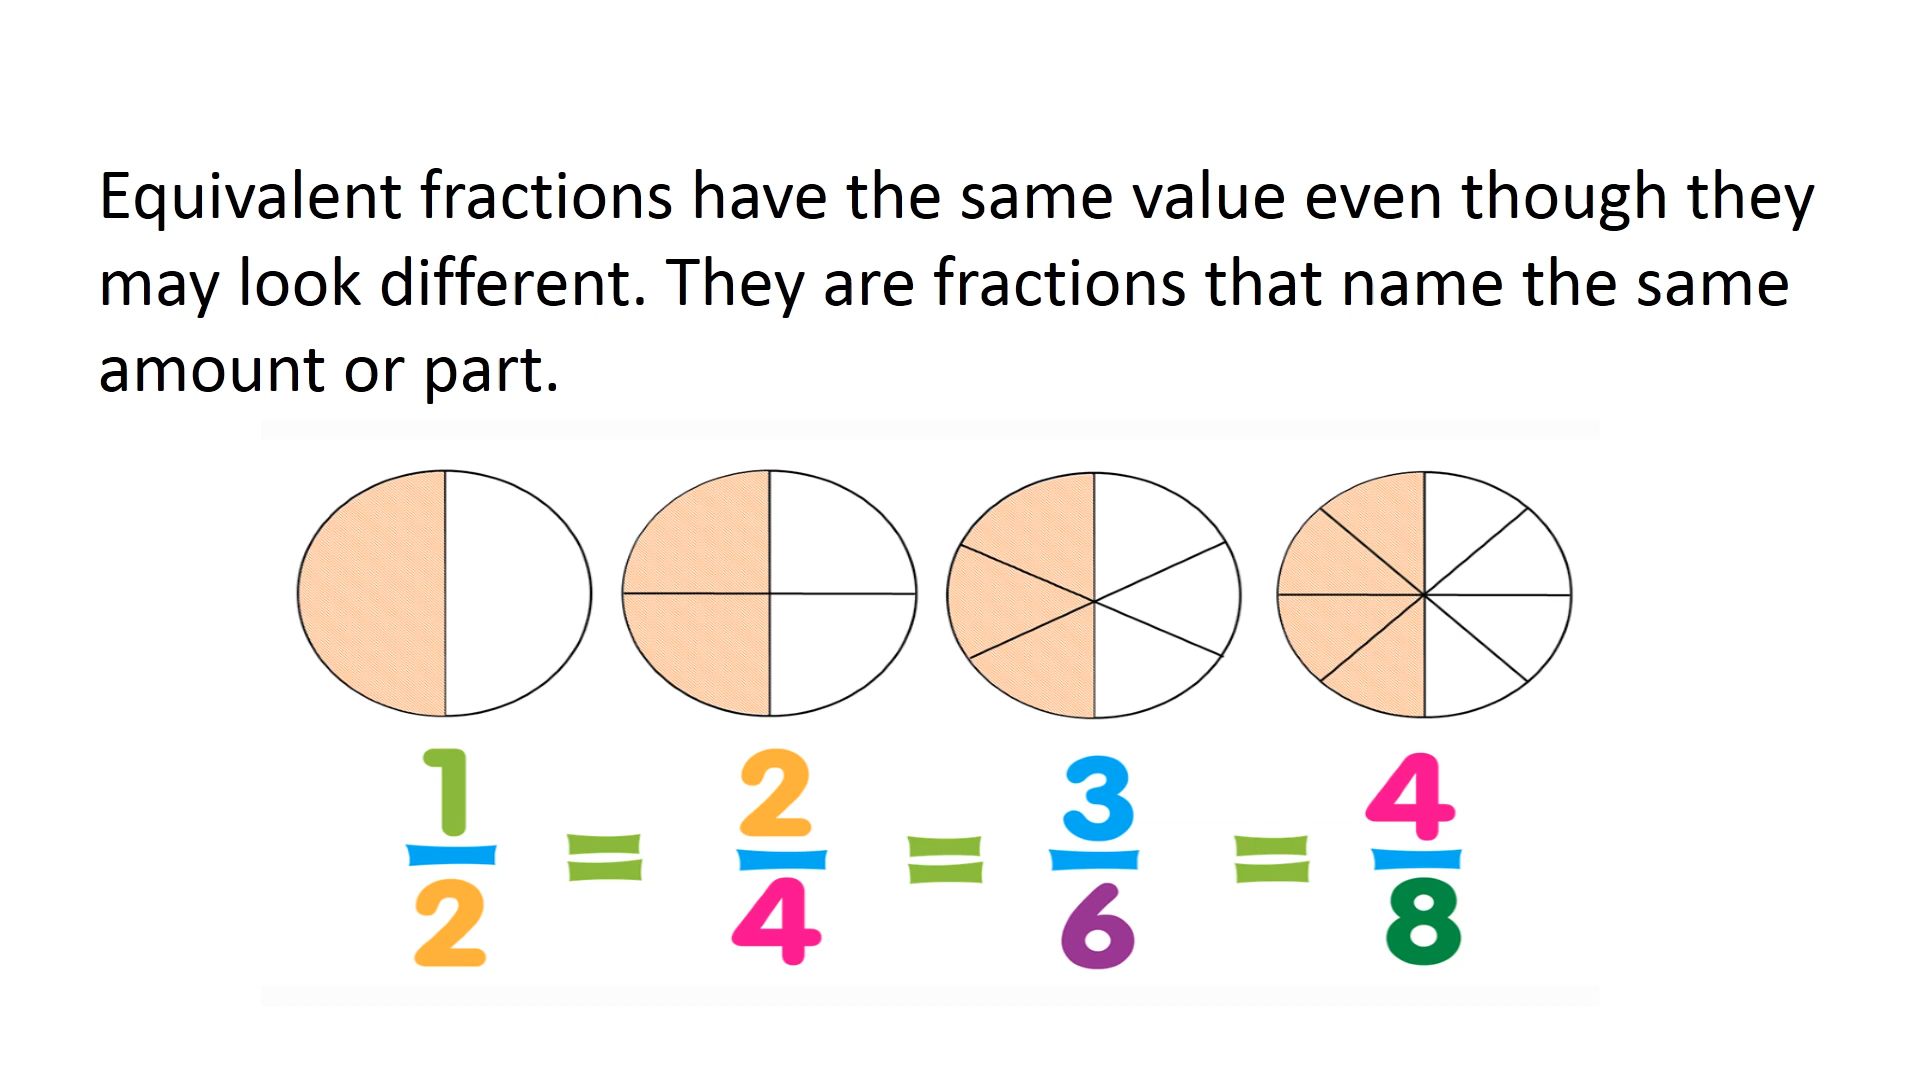 Equivalent fractions have the same value even though they
may look different. They are fractions that name the same
amount or part.
1/2 = 2/4 = 3/6 = 4/8